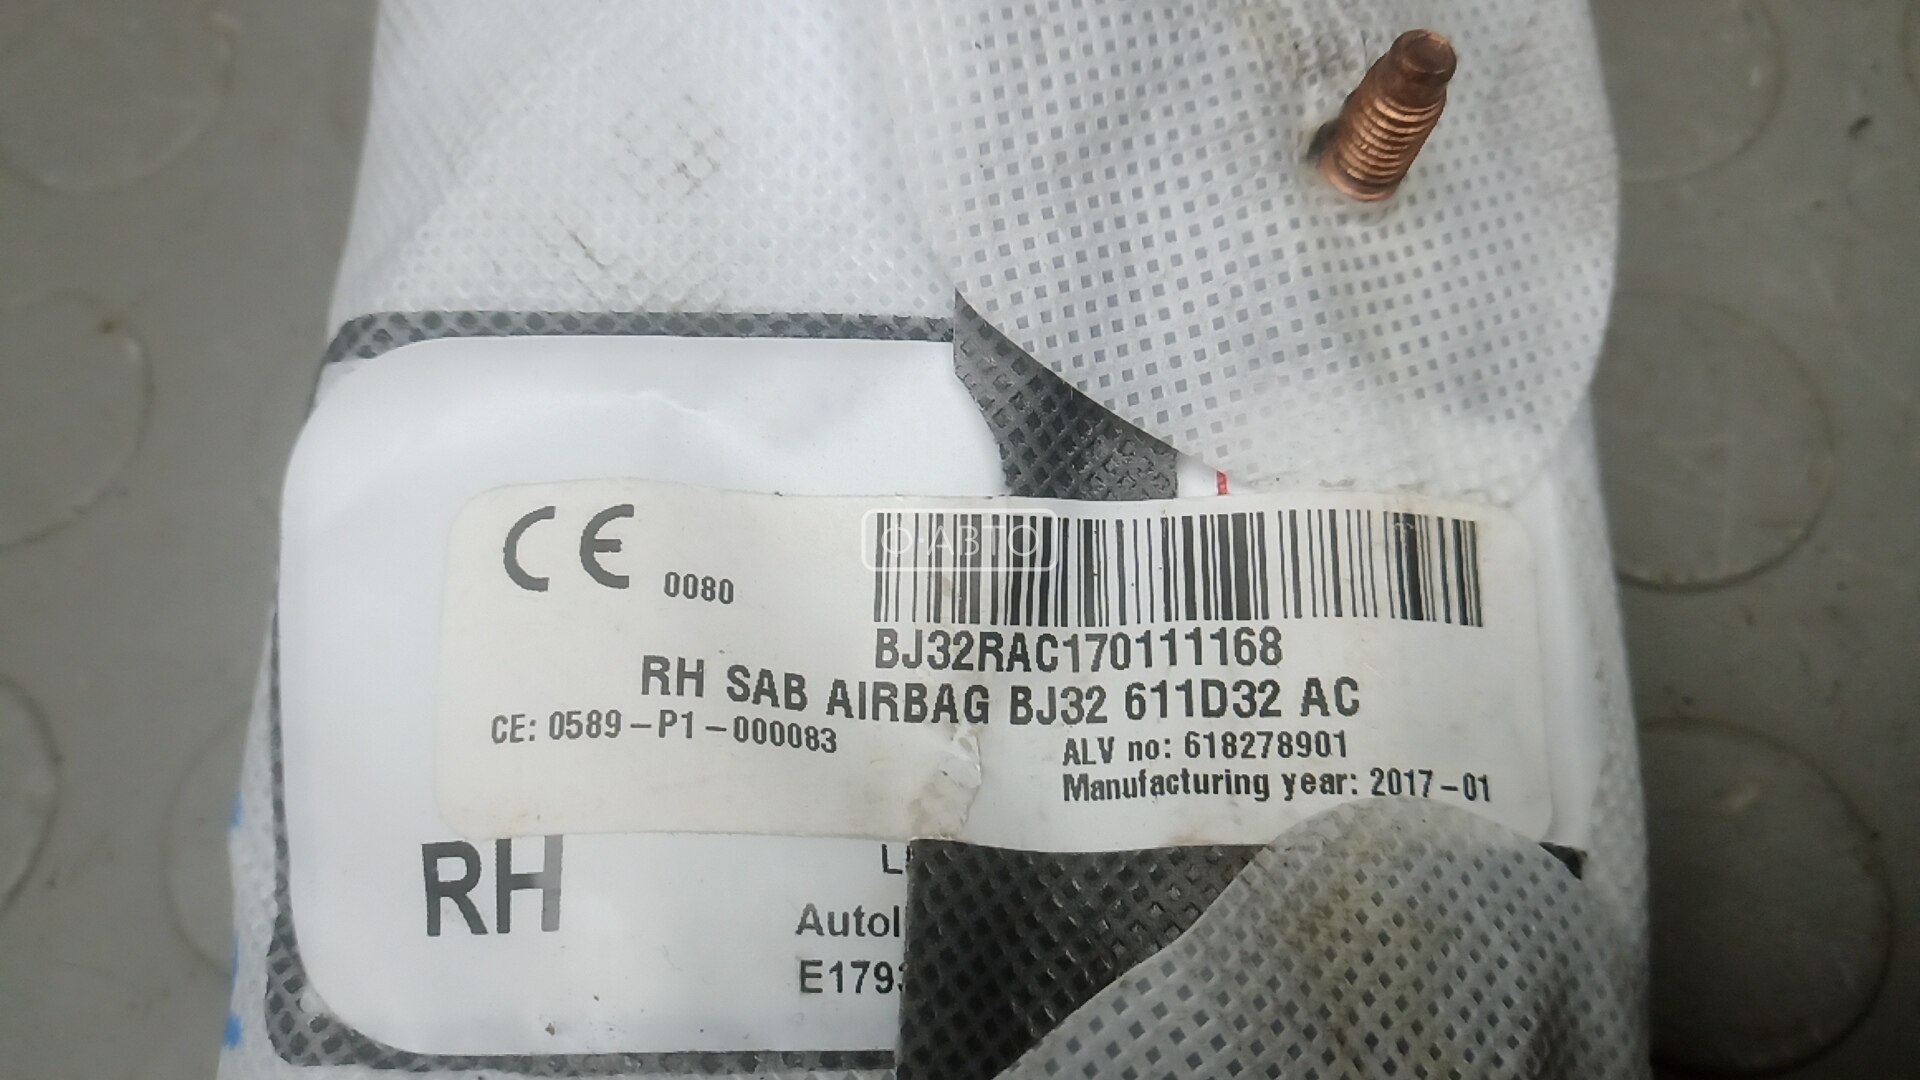 CE 0080
О·АВТО
BJ32RAC170111168
RH SAB AIRBAG BJ32 611D32 AC
CE: 0589-P1-000083
ALV no: 618278901
Manufacturing year: 2017-01
RH